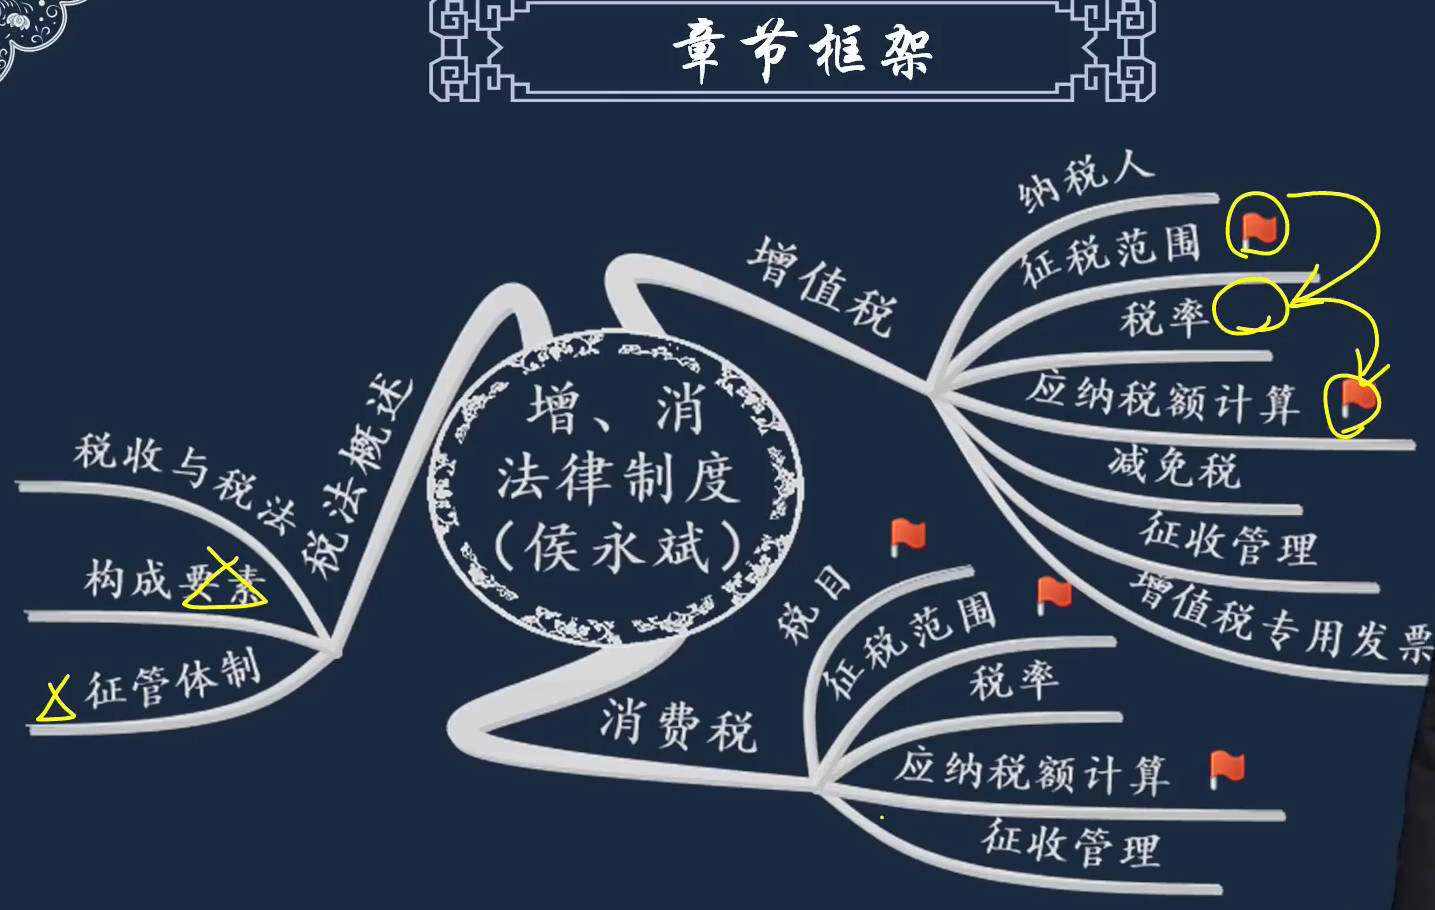 章节框架
税法概述
税收与税法
构成要素
征管体制
增、消
法律制度
（侯永斌）
增值税
纳税人
征税范围
税率
应纳税额计算
减免税
征收管理
增值税专用发票
消费税
税目
征税范围
税率
应纳税额计算
征收管理